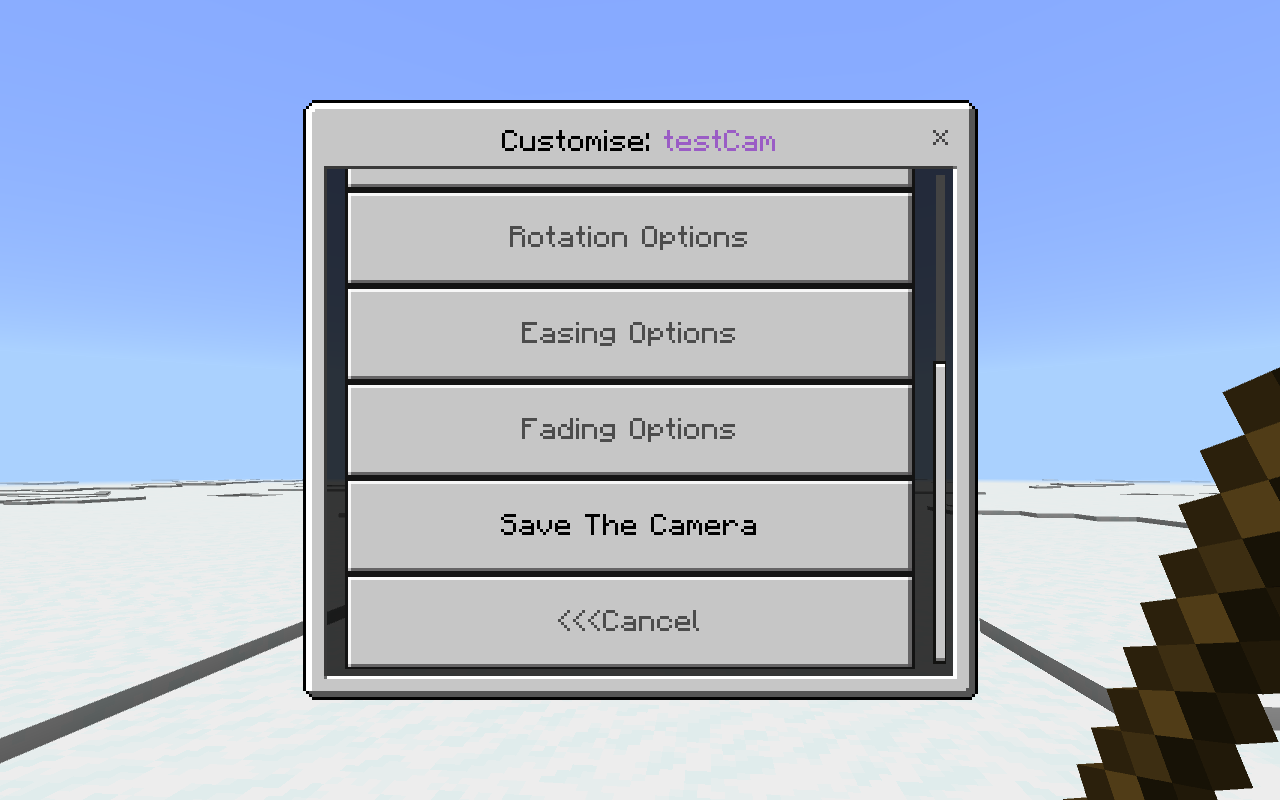 Customise: testCam
Rotation Options
Easing Options
Fading Options
Save The Camera
<<<Cancel